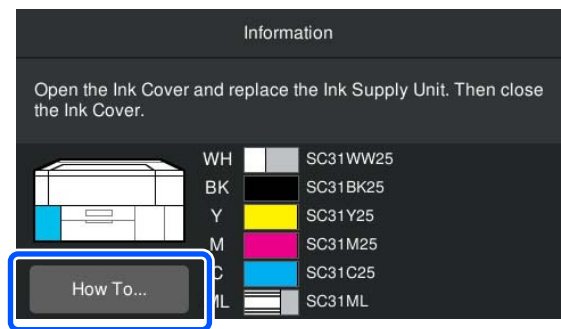 Information
Open the Ink Cover and replace the Ink Supply Unit. Then close
the Ink Cover.
WH SC31WW25
BK SC31BK25
Y SC31Y25
M SC31M25
C SC31C25
ML SC31ML
How To...